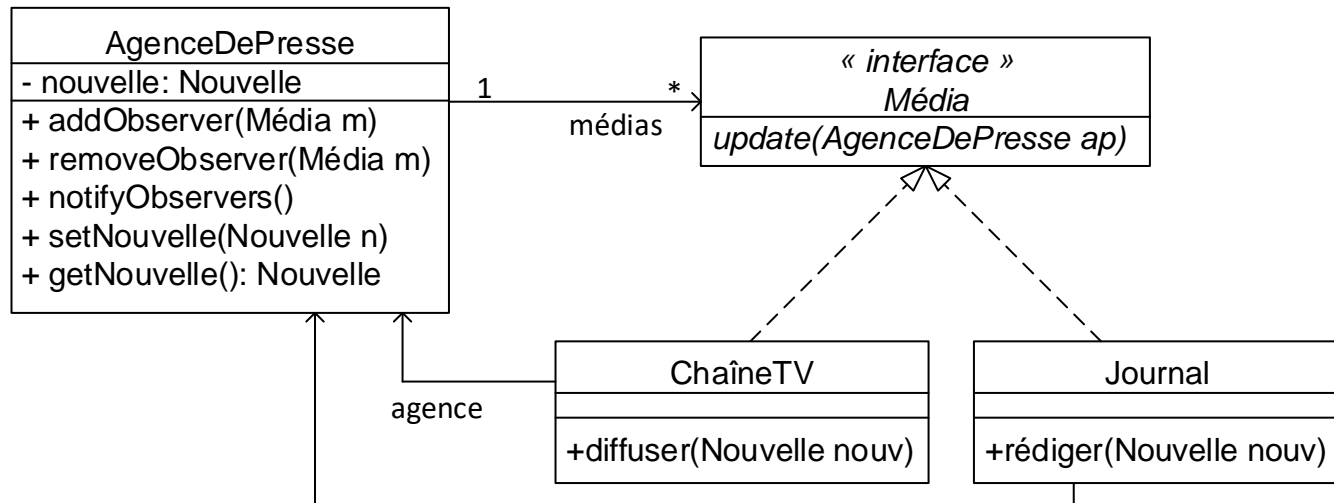 AgenceDePresse
- nouvelle: Nouvelle
+ addObserver(Média m)
+ removeObserver(Média m)
+ notifyObservers()
+ setNouvelle(Nouvelle n)
+ getNouvelle(): Nouvelle
1
*
médias
« interface »
Média
update(AgenceDePresse ap)
agence
ChaîneTV
+diffuser(Nouvelle nouv)
Journal
+rédiger(Nouvelle nouv)